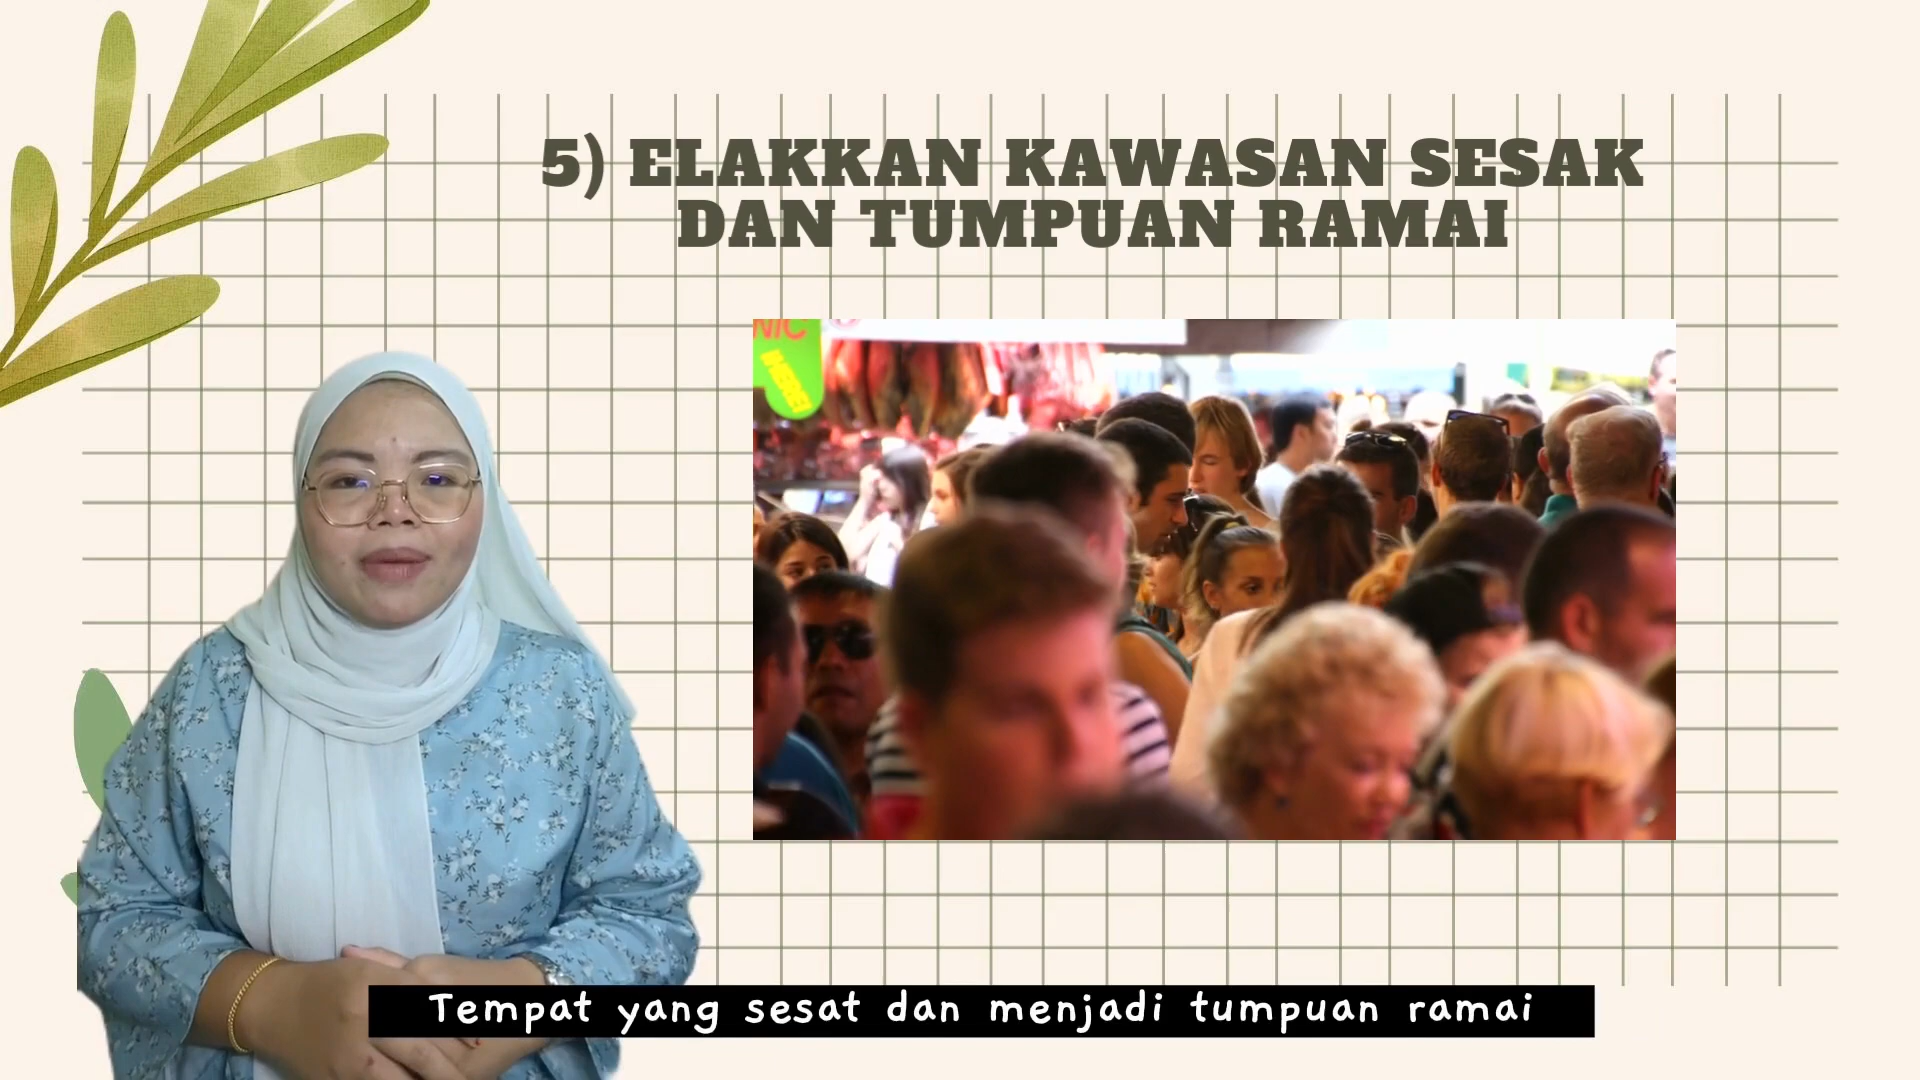 5) ELAKKAN KAWASAN SESAK
DAN TUMPUAN RAMAI
Tempat yang sesat dan menjadi tumpuan ramai